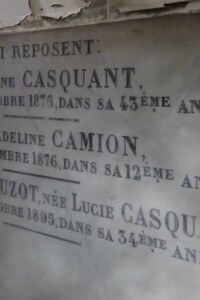 I REPOSENT:
NE CASQUANT,
OBRE 1876, DANS SA 43ÈME AN
DELINE CAMION,
MBRE 1876, DANS SA 12ÈME AN
UZOT, NÉE LUCIE CASQU
OBRE 1895, DANS SA 34ÈME AN